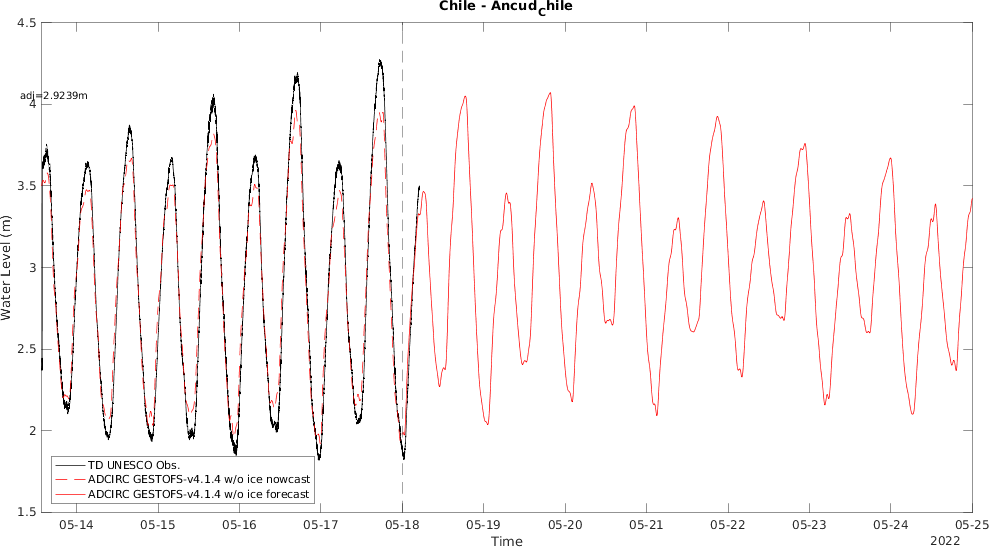 Chile - Ancud_Chile
adj=2.9239m
4.5
4
3.5
3
2.5
2
1.5
Water Level (m)
TD UNESCO Obs.
ADCIRC GESTOFS-v4.1.4 w/o ice nowcast
ADCIRC GESTOFS-v4.1.4 w/o ice forecast
05-14 05-15 05-16 05-17 05-18 05-19 05-20 05-21 05-22 05-23 05-24 05-25
Time
2022